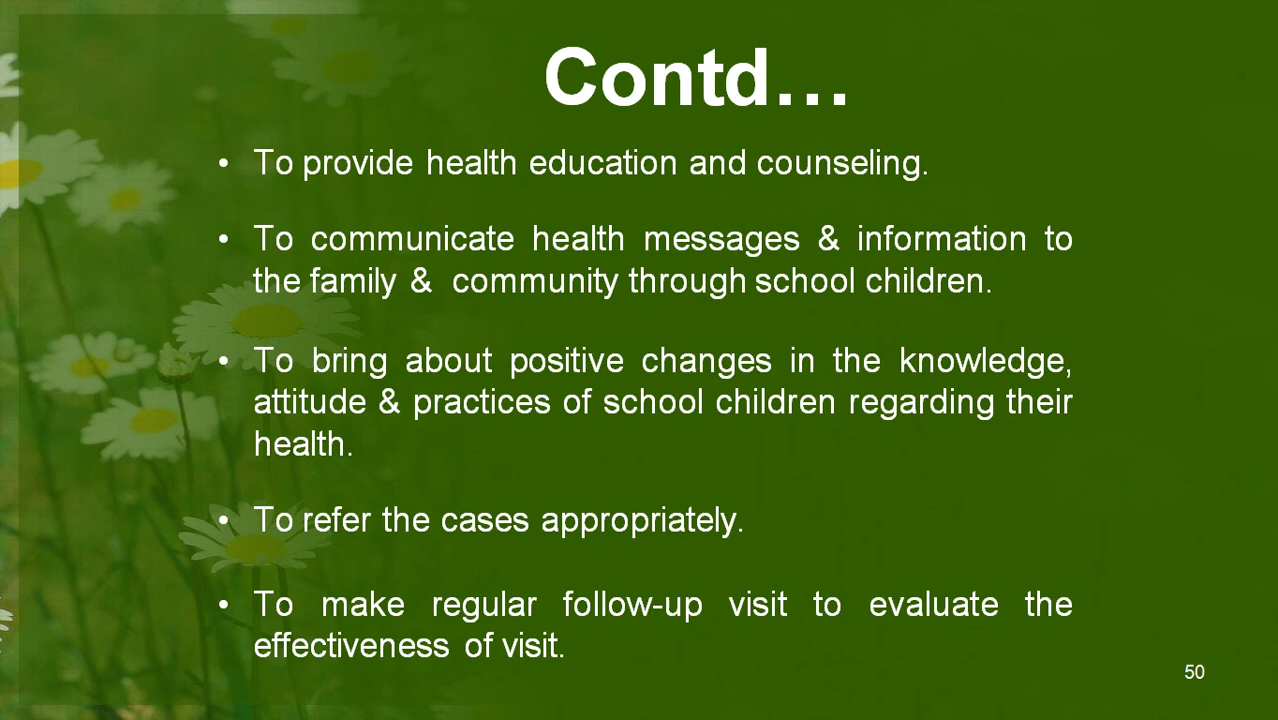 Contd…
• To provide health education and counseling.
• To communicate health messages & information to
the family & community through school children.
• To bring about positive changes in the knowledge,
attitude & practices of school children regarding their
health.
• To refer the cases appropriately.
• To make regular follow-up visit to evaluate the
effectiveness of visit.
50